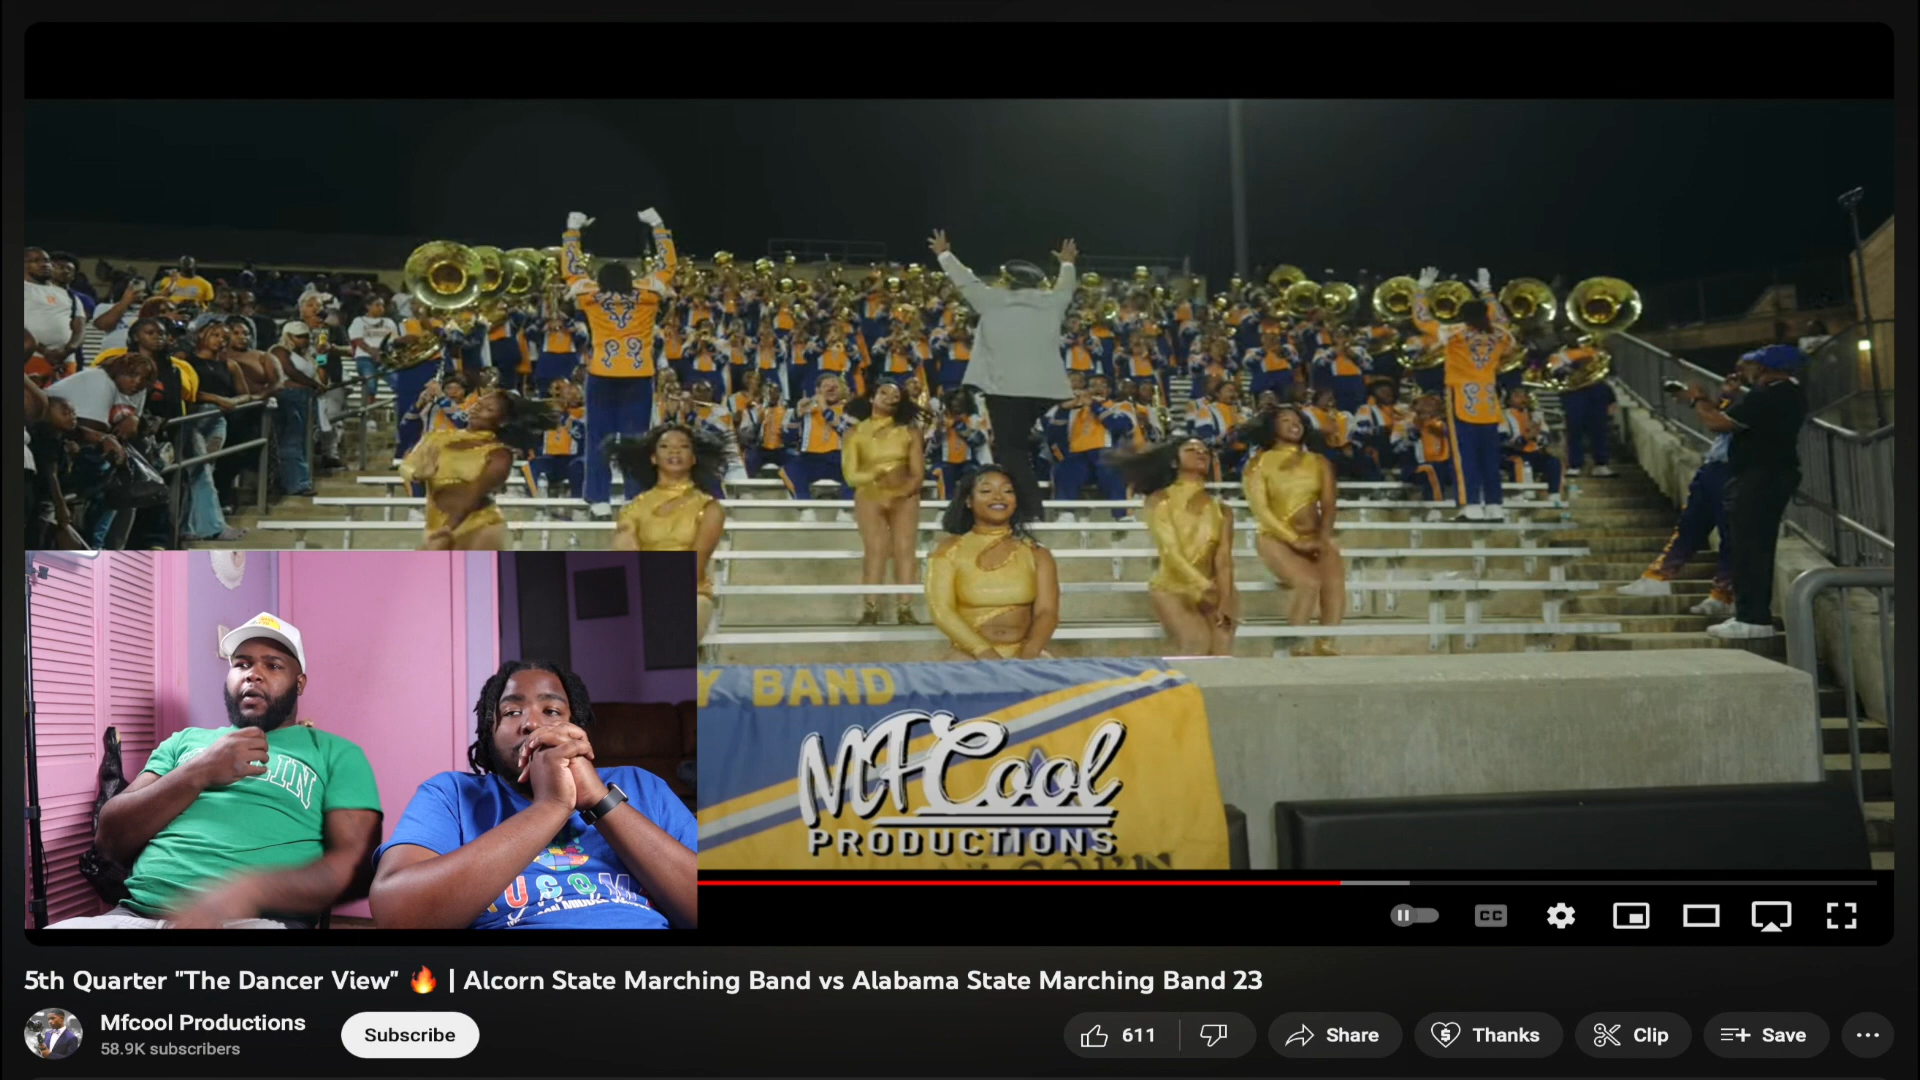 Y BAND
MFCool
PRODUCTIONS
CC
5th Quarter "The Dancer View" 🔥 | Alcorn State Marching Band vs Alabama State Marching Band 23
Mfcool Productions
58.9K subscribers
Subscribe
611
Share
Thanks
Clip
Save